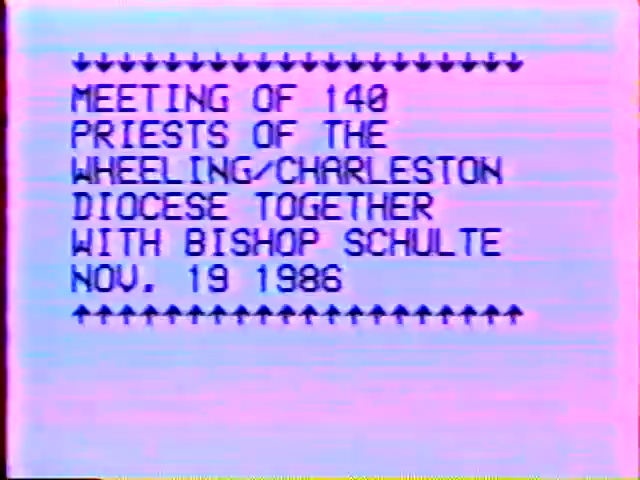 ↓↓↓↓↓↓↓↓↓↓↓↓↓↓↓↓↓↓↓↓
MEETING OF 140
PRIESTS OF THE
WHEELING/CHARLESTON
DIOCESE TOGETHER
WITH BISHOP SCHULTE
NOV. 19 1986
↑↑↑↑↑↑↑↑↑↑↑↑↑↑↑↑↑↑↑↑